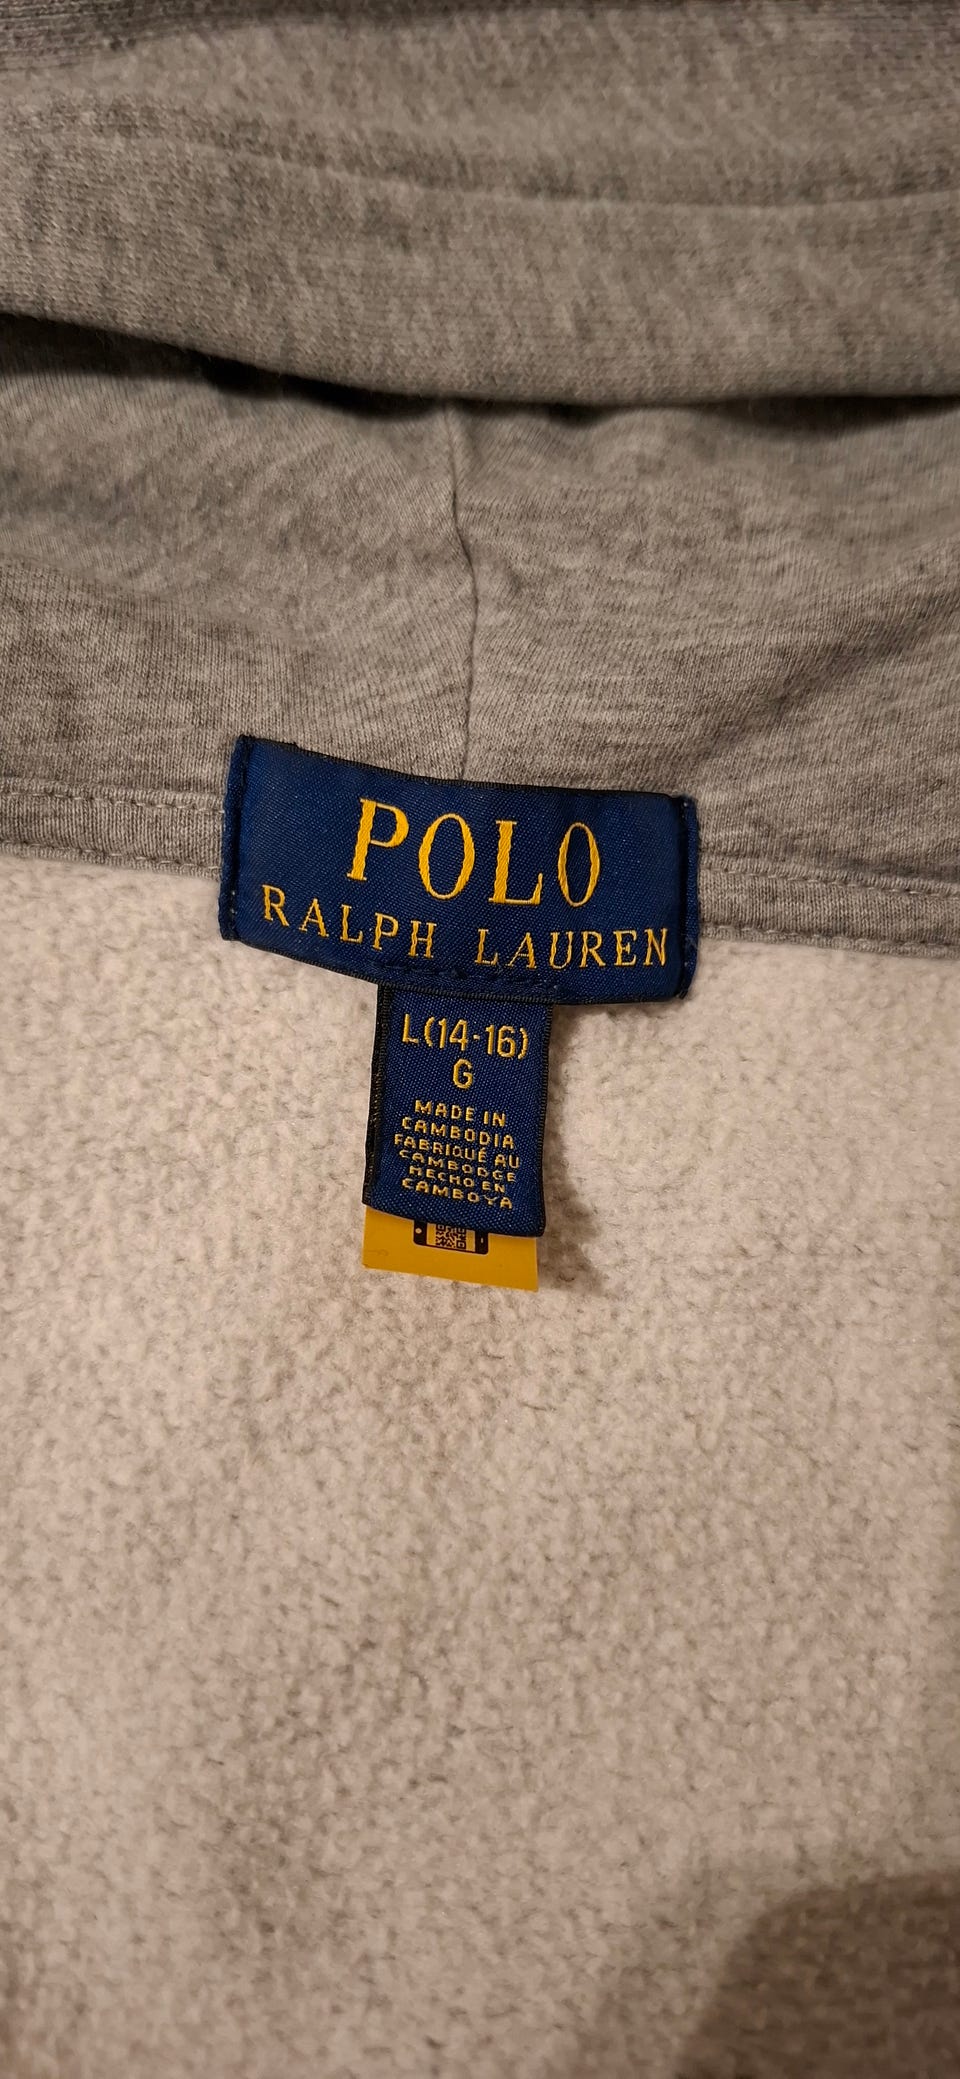 POLO
RALPH LAUREN
L(14-16)
G
MADE IN
CAMBODIA
FABRIQUÉ AU
CAMBODGE
HECHO EN
CAMBOYA